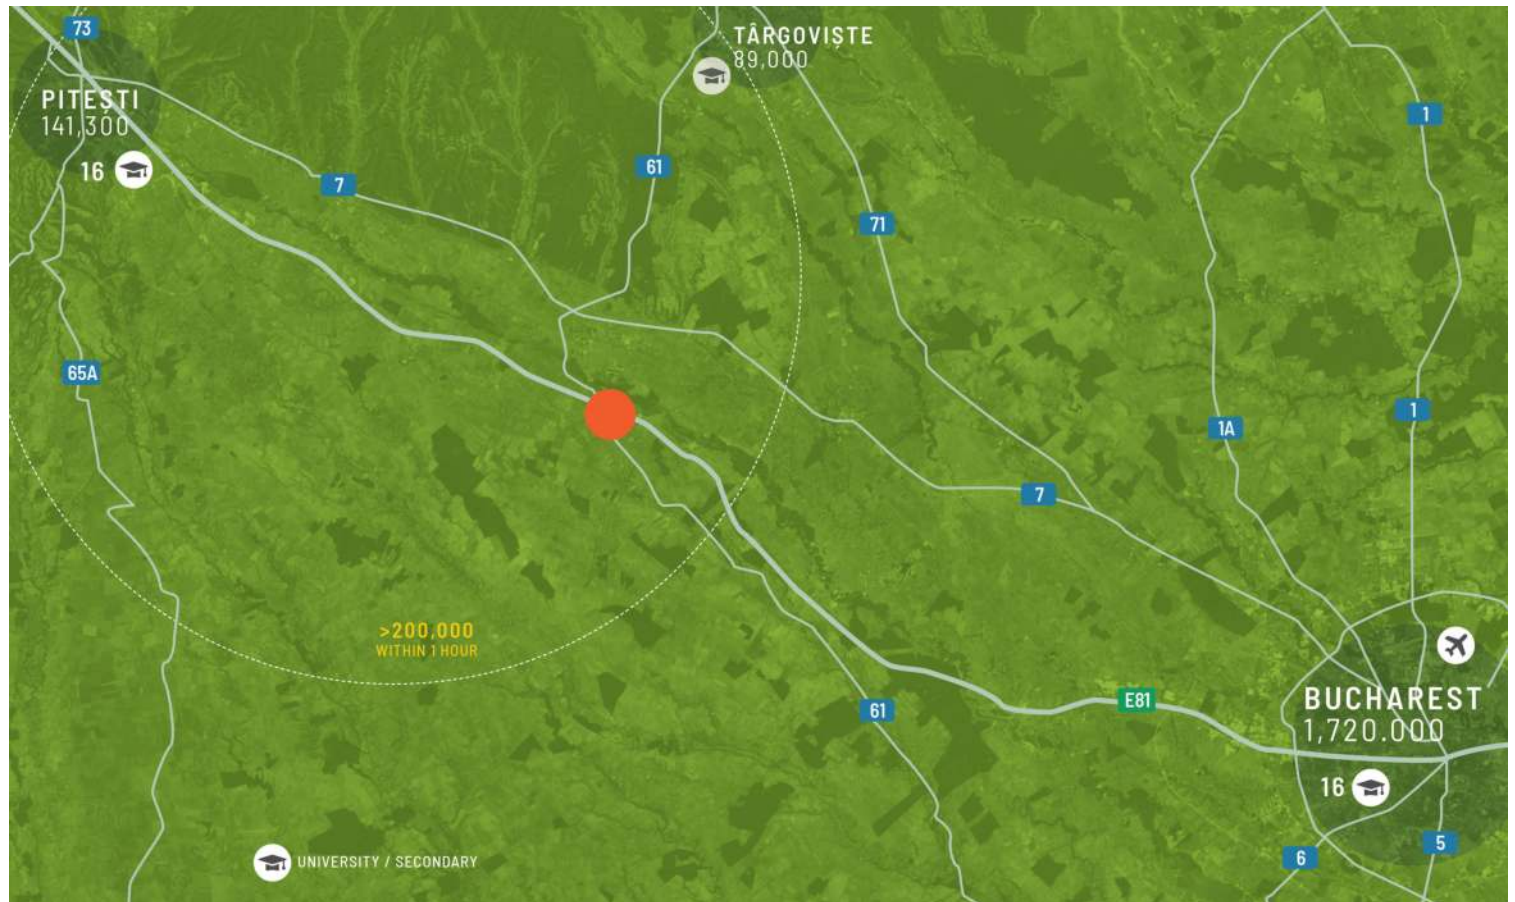 73
TÂRGOVIȘTE
89,000
PITEȘTI
141,300
16
7
61
71
1
65A
1A
1
7
>200,000
WITHIN 1 HOUR
61
E81
BUCHAREST
1,720.000
16
6
5
UNIVERSITY / SECONDARY